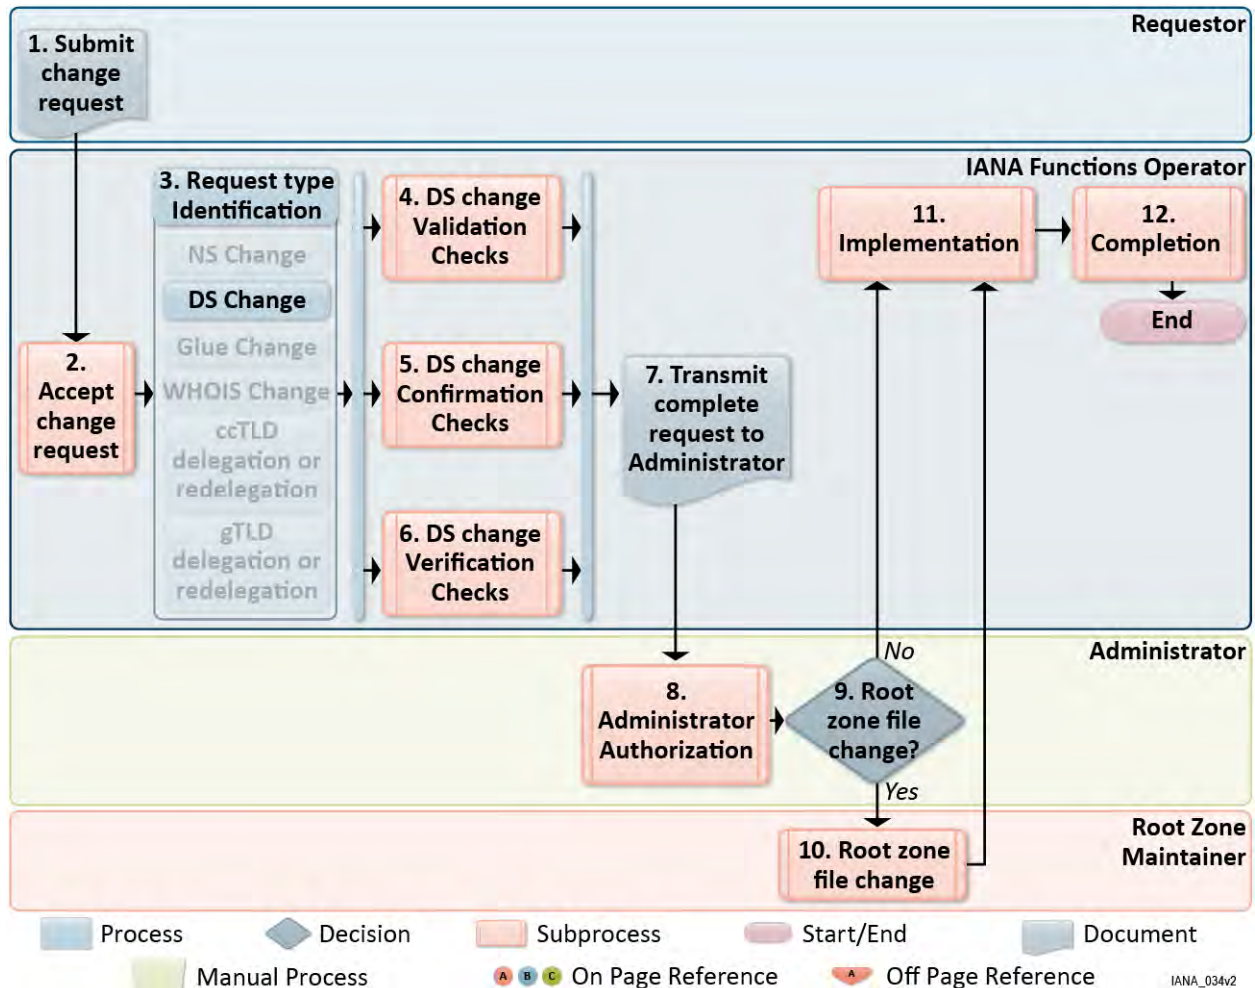 Requestor
1. Submit
change
request
IANA Functions Operator
3. Request type
Identification
NS Change
DS Change
Glue Change
WHOIS Change
ccTLD
delegation or
redelegation
gTLD
delegation or
redelegation
2.
Accept
change
request
4. DS change
Validation
Checks
5. DS change
Confirmation
Checks
6. DS change
Verification
Checks
7. Transmit
complete
request to
Administrator
11.
Implementation
12.
Completion
End
Administrator
8.
Administrator
Authorization
9. Root
zone file
change?
No
Yes
Root Zone
Maintainer
10. Root zone
file change
Process
Decision
Subprocess
Start/End
Document
Manual Process
A B C On Page Reference
A Off Page Reference
IANA_034v2